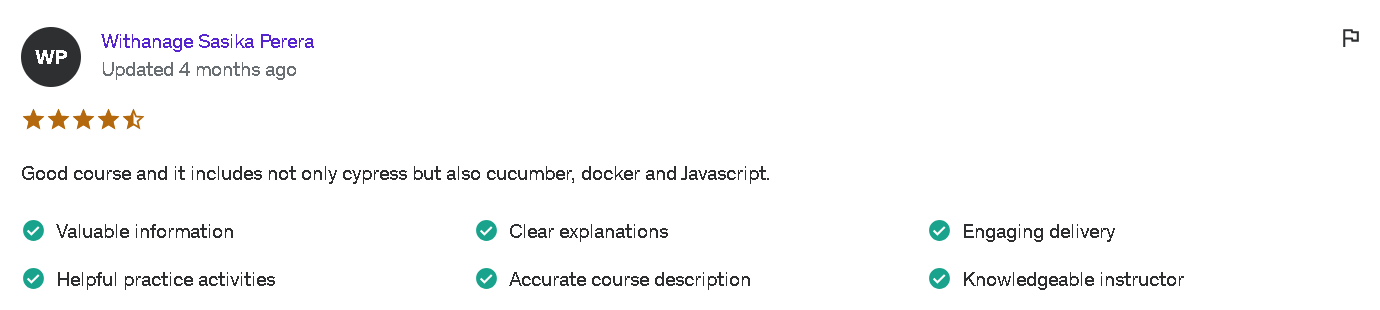 WP
Withanage Sasika Perera
Updated 4 months ago
Good course and it includes not only cypress but also cucumber, docker and Javascript.
Valuable information
Clear explanations
Engaging delivery
Helpful practice activities
Accurate course description
Knowledgeable instructor